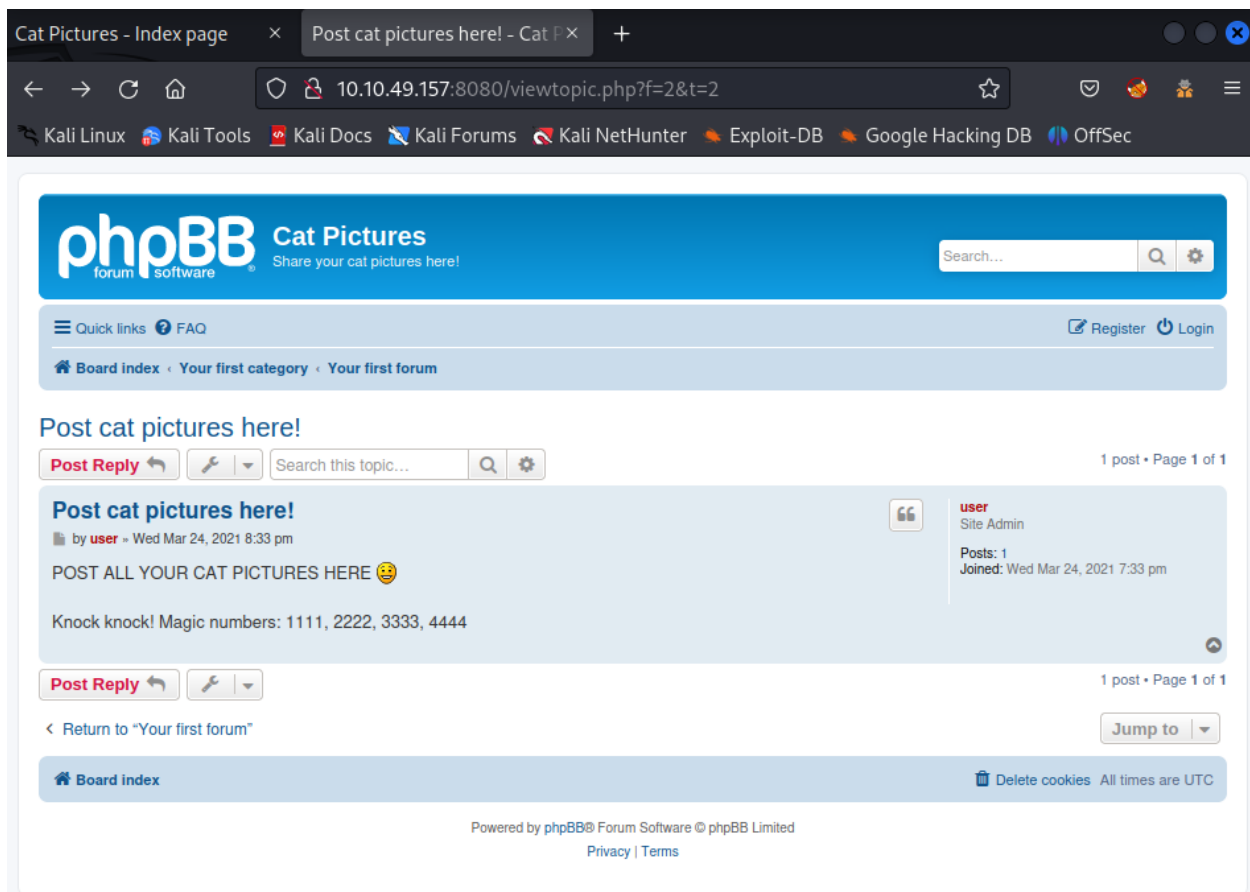 Cat Pictures - Index page
Post cat pictures here! - Cat P
10.10.49.157:8080/viewtopic.php?f=2&t=2
Kali Linux Kali Tools Kali Docs Kali Forums Kali NetHunter Exploit-DB Google Hacking DB OffSec
phpBB
forum software
Cat Pictures
Share your cat pictures here!
Search...
Quick links FAQ
Register Login
Board index ‹ Your first category ‹ Your first forum
Post cat pictures here!
Post Reply
Search this topic...
1 post • Page 1 of 1
Post cat pictures here!
by user » Wed Mar 24, 2021 8:33 pm
POST ALL YOUR CAT PICTURES HERE
Knock knock! Magic numbers: 1111, 2222, 3333, 4444
user
Site Admin
Posts: 1
Joined: Wed Mar 24, 2021 7:33 pm
Post Reply
1 post • Page 1 of 1
Return to “Your first forum”
Jump to
Board index
Delete cookies All times are UTC
Powered by phpBB® Forum Software © phpBB Limited
Privacy | Terms